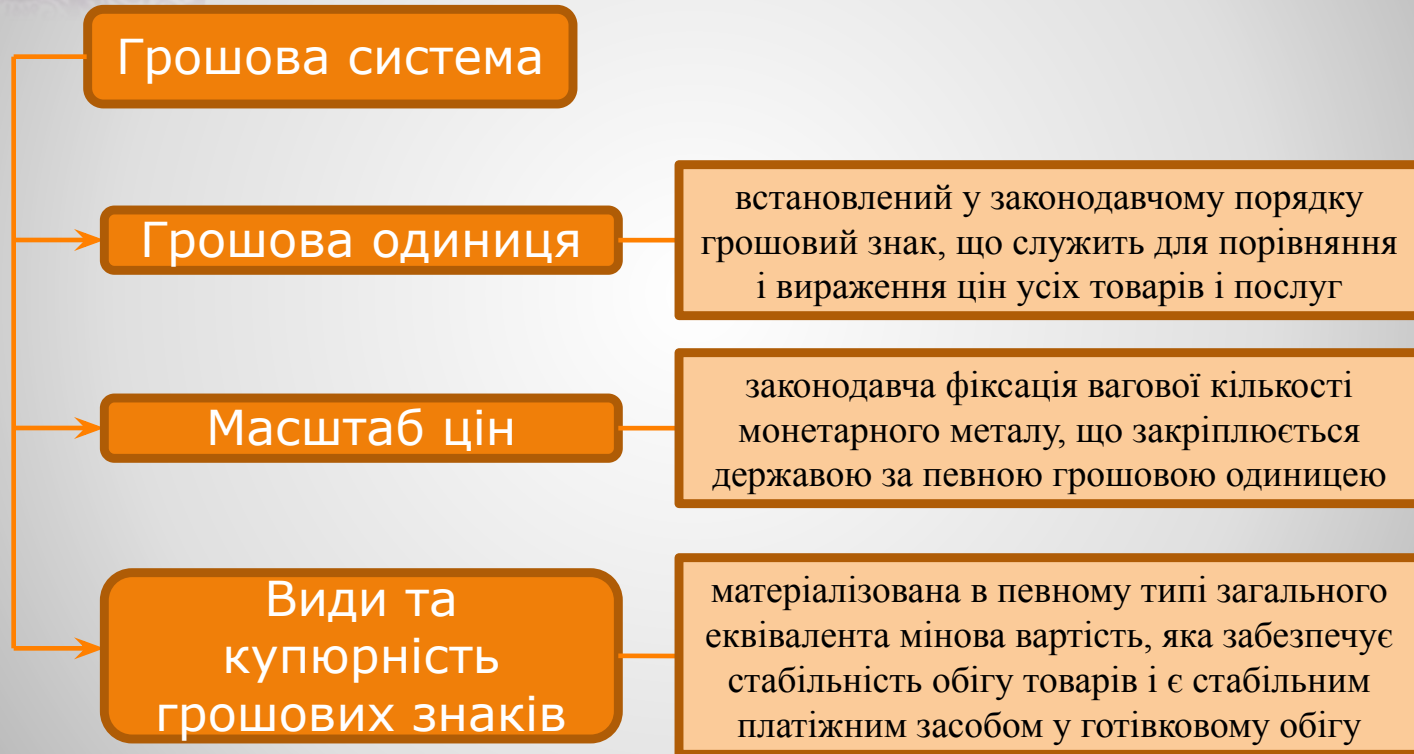 Грошова система
Грошова одиниця
встановлений у законодавчому порядку
грошовий знак, що служить для порівняння
і вираження цін усіх товарів і послуг
Масштаб цін
законодавча фіксація вагової кількості
монетарного металу, що закріплюється
державою за певною грошовою одиницею
Види та
купюрність
грошових знаків
матеріалізована в певному типі загального
еквівалента мінова вартість, яка забезпечує
стабільність обігу товарів і є стабільним
платіжним засобом у готівковому обігу